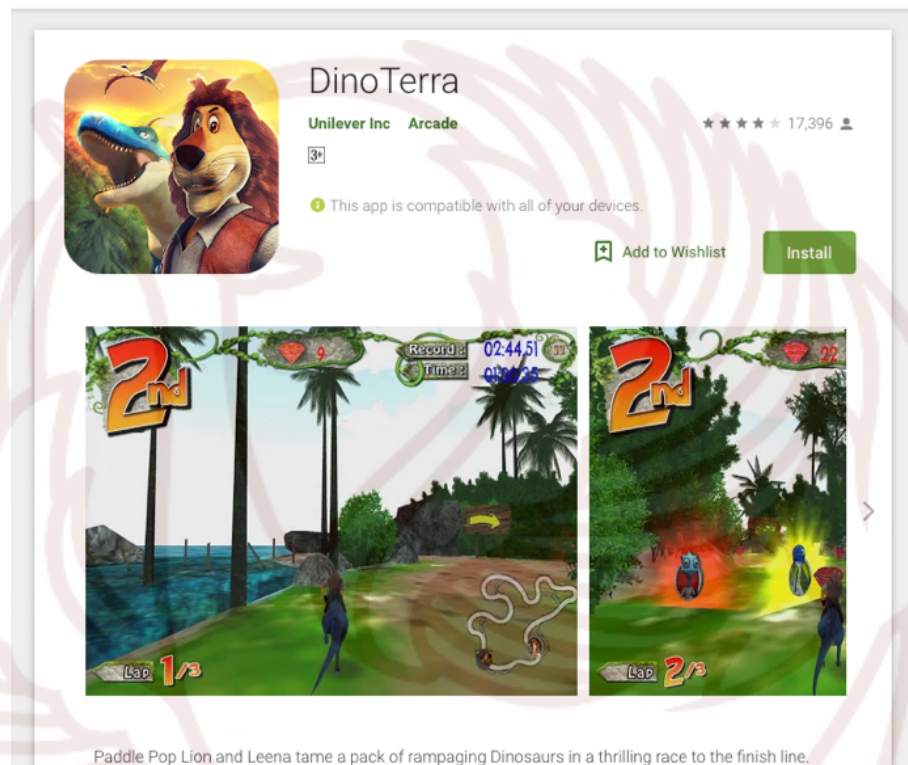 DinoTerra
Unilever Inc Arcade
17,396
3+
This app is compatible with all of your devices.
Add to Wishlist
Install
2nd
9
Record: 02:44.51
Time:
Lap 1/3
2nd
22
Lap 2/3
Paddle Pop Lion and Leena tame a pack of rampaging Dinosaurs in a thrilling race to the finish line.